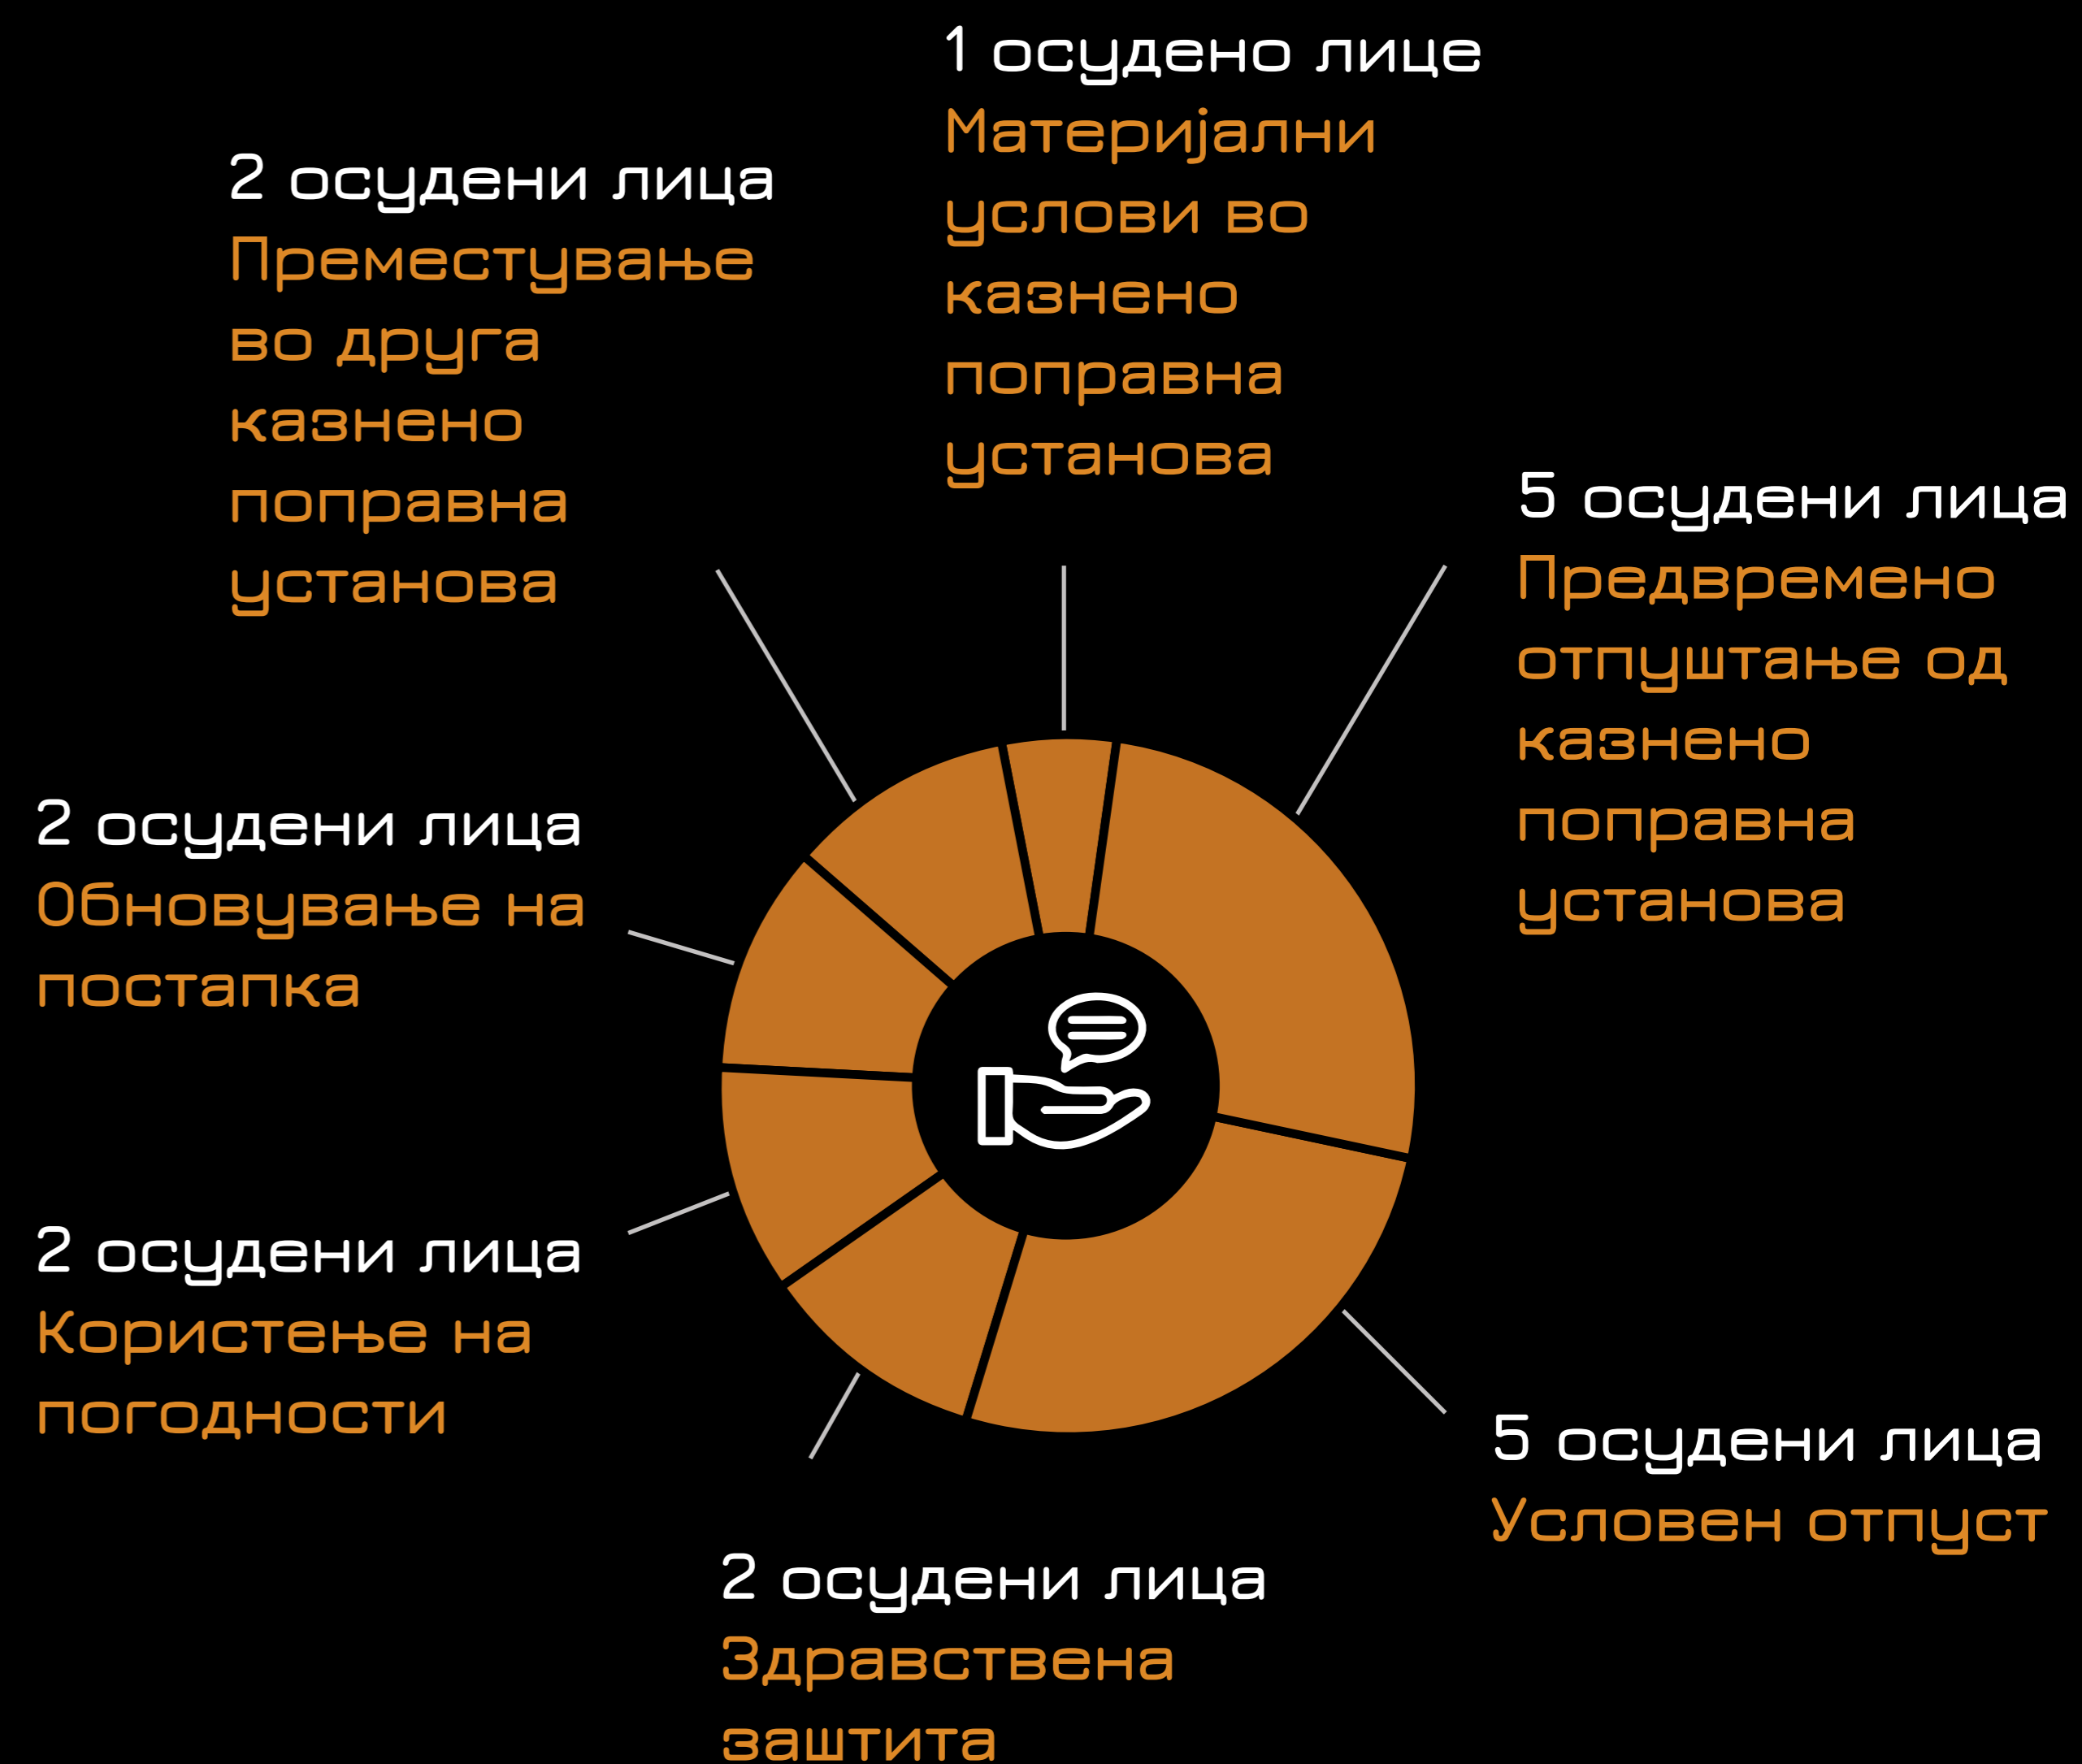 1 осудено лице
Материјални
услови во
казнено
поправна
установа
2 осудени лица
Преместување
во друга
казнено
поправна
установа
5 осудени лица
Предвремено
отпуштање од
казнено
поправна
установа
2 осудени лица
Обновување на
постапка
2 осудени лица
Користење на
погодности
5 осудени лица
Условен отпуст
2 осудени лица
Здравствена
заштита